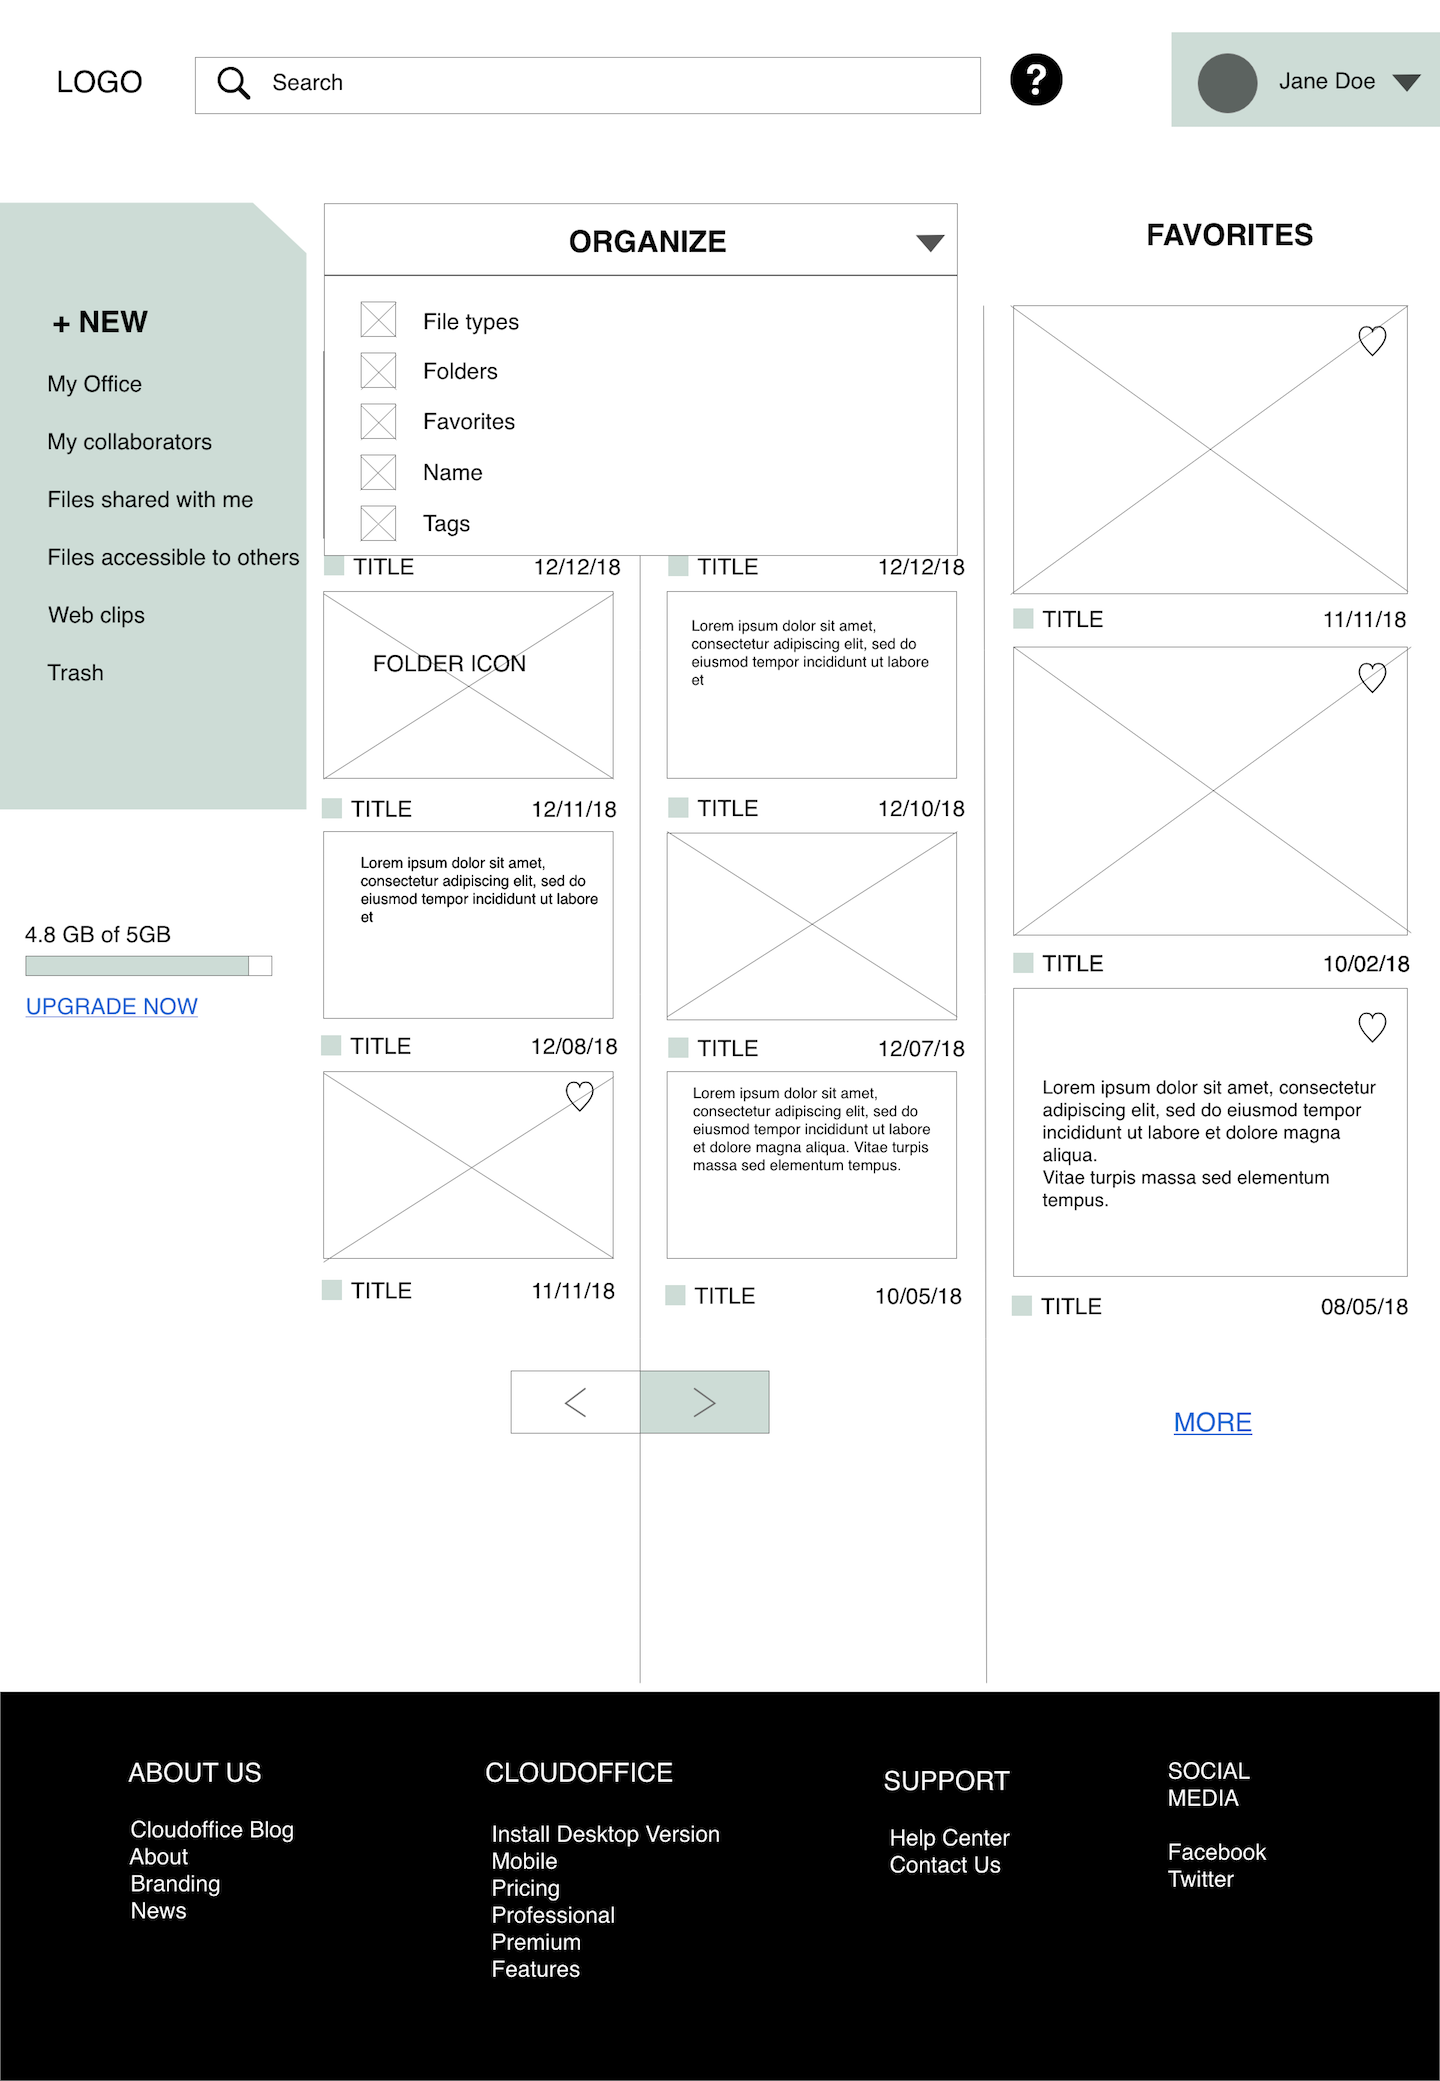 LOGO
Search
?
Jane Doe
+ NEW
My Office
My collaborators
Files shared with me
Files accessible to others
Web clips
Trash
4.8 GB of 5GB
UPGRADE NOW
ORGANIZE
File types
Folders
Favorites
Name
Tags
TITLE 12/12/18
FOLDER ICON
TITLE 12/11/18
Lorem ipsum dolor sit amet,
consectetur adipiscing elit, sed do
eiusmod tempor incididunt ut labore
et
TITLE 12/08/18
TITLE 11/11/18
TITLE 12/12/18
Lorem ipsum dolor sit amet,
consectetur adipiscing elit, sed do
eiusmod tempor incididunt ut labore
et
TITLE 12/10/18
TITLE 12/07/18
Lorem ipsum dolor sit amet,
consectetur adipiscing elit, sed do
eiusmod tempor incididunt ut labore
et dolore magna aliqua. Vitae turpis
massa sed elementum tempus.
TITLE 10/05/18
FAVORITES
TITLE 11/11/18
TITLE 10/02/18
Lorem ipsum dolor sit amet, consectetur
adipiscing elit, sed do eiusmod tempor
incididunt ut labore et dolore magna
aliqua.
Vitae turpis massa sed elementum
tempus.
TITLE 08/05/18
MORE
ABOUT US
Cloudoffice Blog
About
Branding
News
CLOUDOFFICE
Install Desktop Version
Mobile
Pricing
Professional
Premium
Features
SUPPORT
Help Center
Contact Us
SOCIAL
MEDIA
Facebook
Twitter